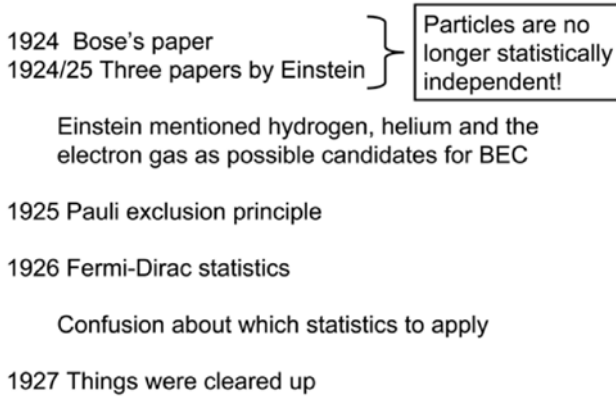 1924 Bose's paper
1924/25 Three papers by Einstein
Particles are no
longer statistically
independent!
Einstein mentioned hydrogen, helium and the
electron gas as possible candidates for BEC
1925 Pauli exclusion principle
1926 Fermi-Dirac statistics
Confusion about which statistics to apply
1927 Things were cleared up